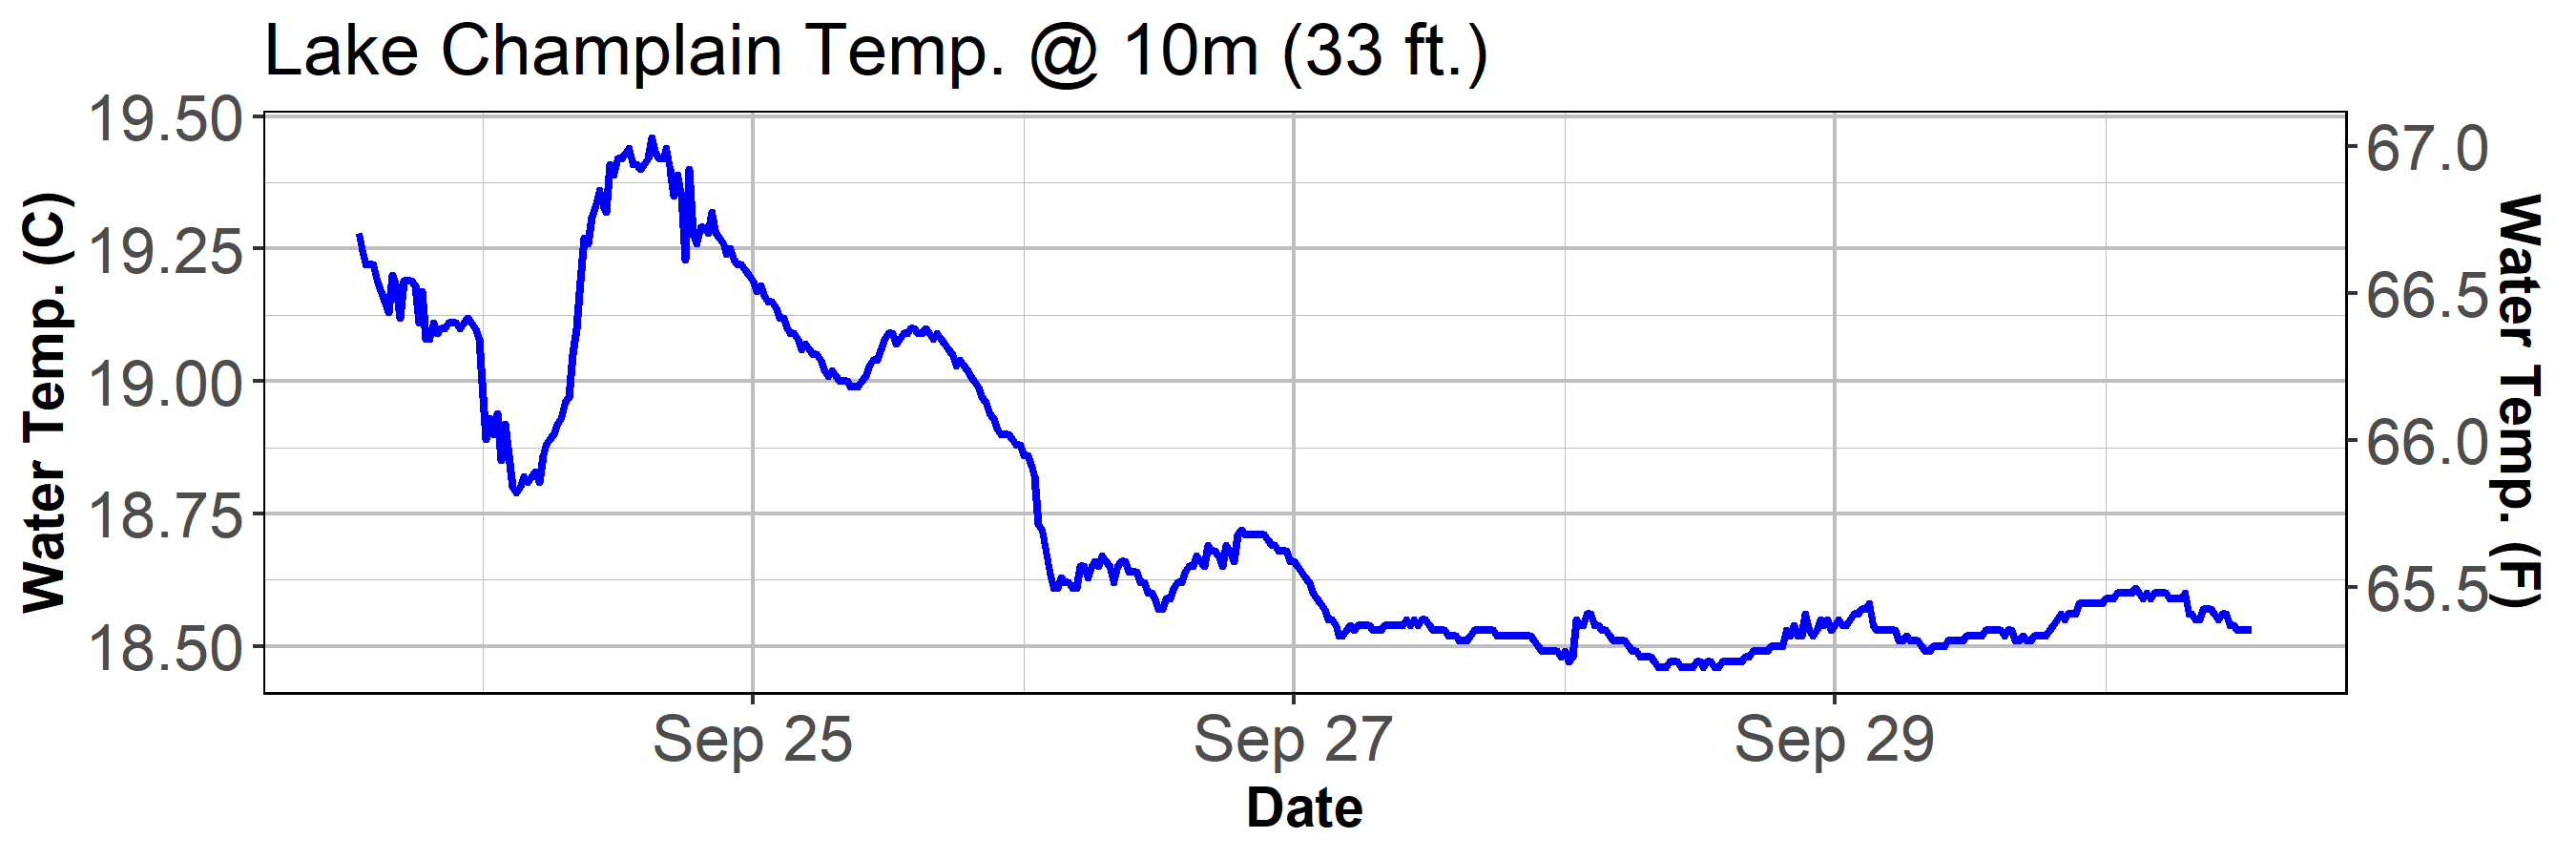 Lake Champlain Temp. @ 10m (33 ft.)
Water Temp. (C)
19.50
19.25
19.00
18.75
18.50
67.0
66.5
66.0
65.5
Water Temp. (F)
Sep 25
Sep 27
Sep 29
Date